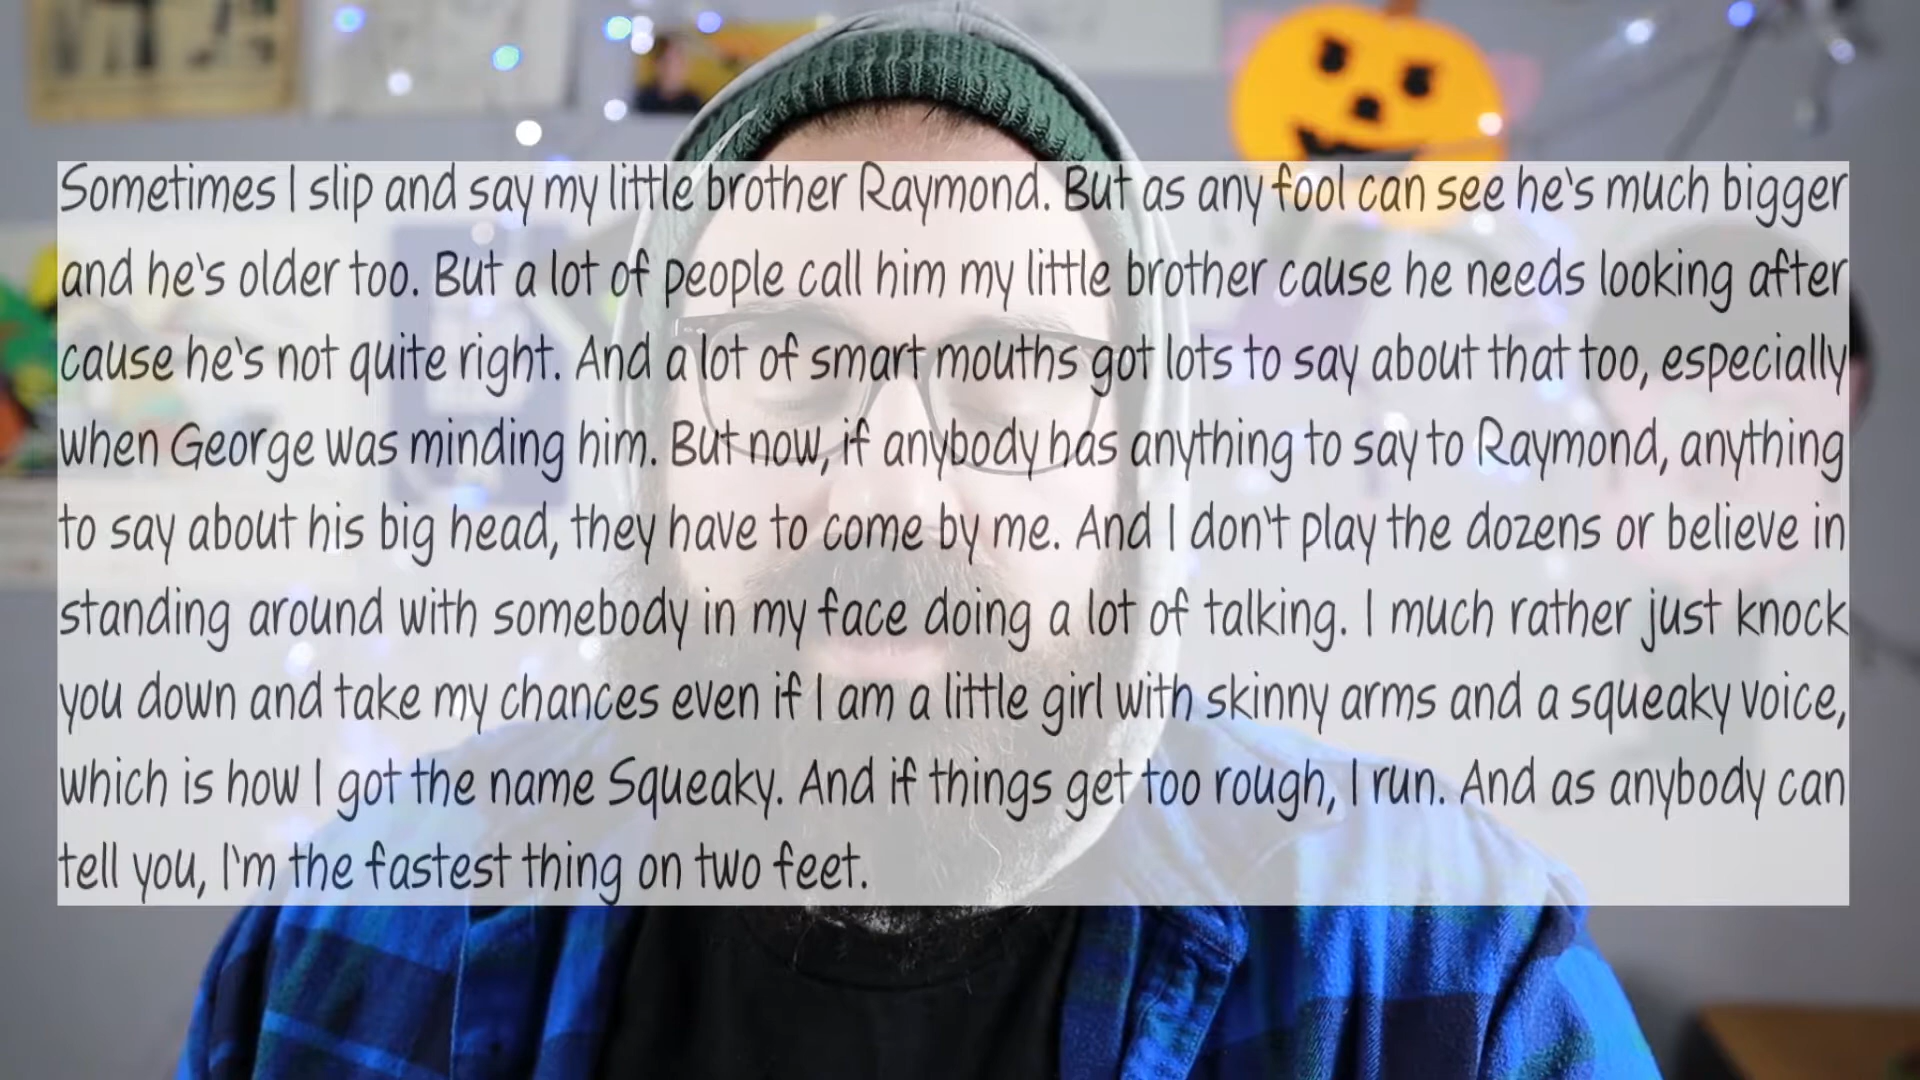 Sometimes I slip and say my little brother Raymond. But as any fool can see he's much bigger
and he's older too. But a lot of people call him my little brother cause he needs looking after
cause he's not quite right. And a lot of smart mouths got lots to say about that too, especially
when George was minding him. But now, if anybody has anything to say to Raymond, anything
to say about his big head, they have to come by me. And I don't play the dozens or believe in
standing around with somebody in my face doing a lot of talking. I much rather just knock
you down and take my chances even if I am a little girl with skinny arms and a squeaky voice,
which is how I got the name Squeaky. And if things get too rough, I run. And as anybody can
tell you, I'm the fastest thing on two feet.